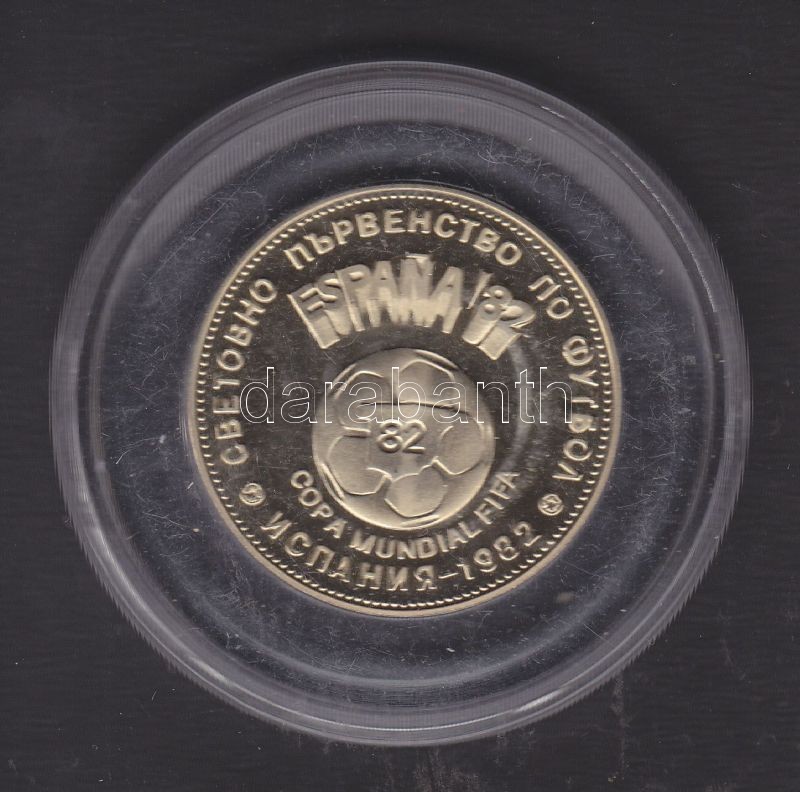 СВЕТОВНО ПЪРВЕНСТВО ПО ФУТБОЛ
ESPAÑA '82
darabanth
82
COPA MUNDIAL FIFA
ИСПАНИЯ-1982